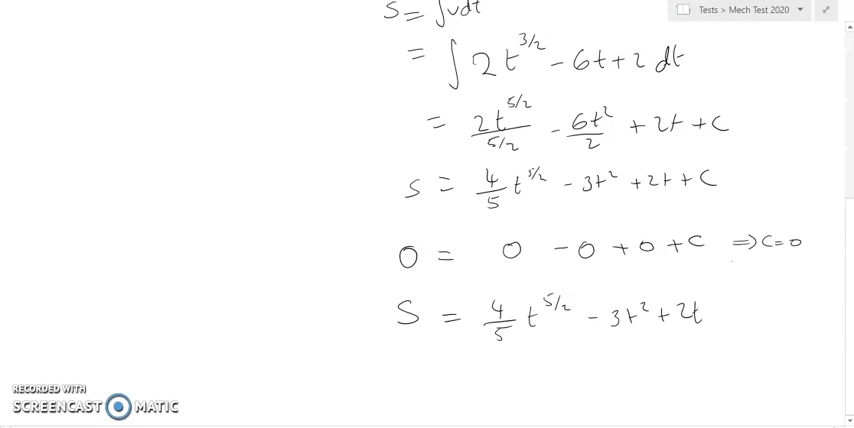 Tests > Mech Test 2020
S = ∫vdt
= ∫ 2t^{3/2} - 6t + 2 dt
= 2t^{5/2}/5/2 - 6t²/2 + 2t + C
S = 4/5 t^{5/2} - 3t² + 2t + C
0 = 0 - 0 + 0 + C ⇒ C = 0
S = 4/5 t^{5/2} - 3t² + 2t
RECORDED WITH
SCREENCAST MATIC